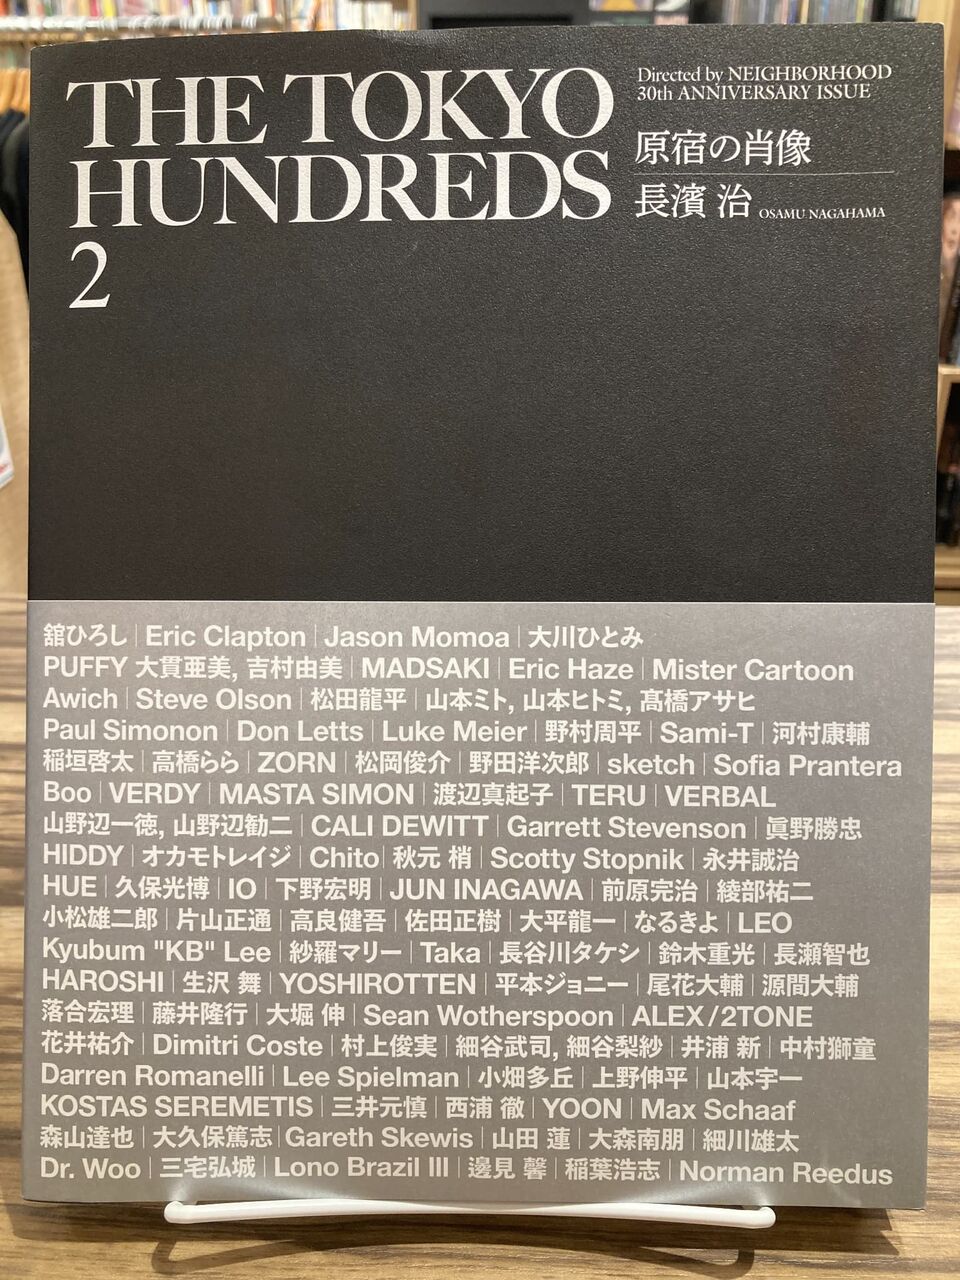 THE TOKYO
HUNDREDS
2
Directed by NEIGHBORHOOD
30th ANNIVERSARY ISSUE
原宿の肖像
長濱 治 OSAMU NAGAHAMA
舘ひろし | Eric Clapton | Jason Momoa | 大川ひとみ
PUFFY 大貫亜美, 吉村由美 | MADSAKI | Eric Haze | Mister Cartoon
Awich | Steve Olson | 松田龍平 | 山本ミト, 山本ヒトミ, 髙橋アサヒ
Paul Simonon | Don Letts | Luke Meier | 野村周平 | Sami-T | 河村康輔
稲垣啓太 | 高橋らら | ZORN | 松岡俊介 | 野田洋次郎 | sketch | Sofia Prantera
Boo | VERDY | MASTA SIMON | 渡辺真起子 | TERU | VERBAL
山野辺一徳, 山野辺勧二 | CALI DEWITT | Garrett Stevenson | 眞野勝忠
HIDDY | オカモトレイジ | Chito | 秋元 梢 | Scotty Stopnik | 永井誠治
HUE | 久保光博 | IO | 下野宏明 | JUN INAGAWA | 前原完治 | 綾部祐二
小松雄二郎 | 片山正通 | 高良健吾 | 佐田正樹 | 大平龍一 | なるきよ | LEO
Kyubum "KB" Lee | 紗羅マリー | Taka | 長谷川タケシ | 鈴木重光 | 長瀬智也
HAROSHI | 生沢 舞 | YOSHIROTTEN | 平本ジョニー | 尾花大輔 | 源間大輔
落合宏理 | 藤井隆行 | 大堀 伸 | Sean Wotherspoon | ALEX / 2TONE
花井祐介 | Dimitri Coste | 村上俊実 | 細谷武司, 細谷梨紗 | 井浦 新 | 中村獅童
Darren Romanelli | Lee Spielman | 小畑多丘 | 上野伸平 | 山本宇一
KOSTAS SEREMETIS | 三井元慎 | 西浦 徹 | YOON | Max Schaaf
森山達也 | 大久保篤志 | Gareth Skewis | 山田 蓮 | 大森南朋 | 細川雄太
Dr. Woo | 三宅弘城 | Lono Brazil III | 邊見 馨 | 稲葉浩志 | Norman Reedus